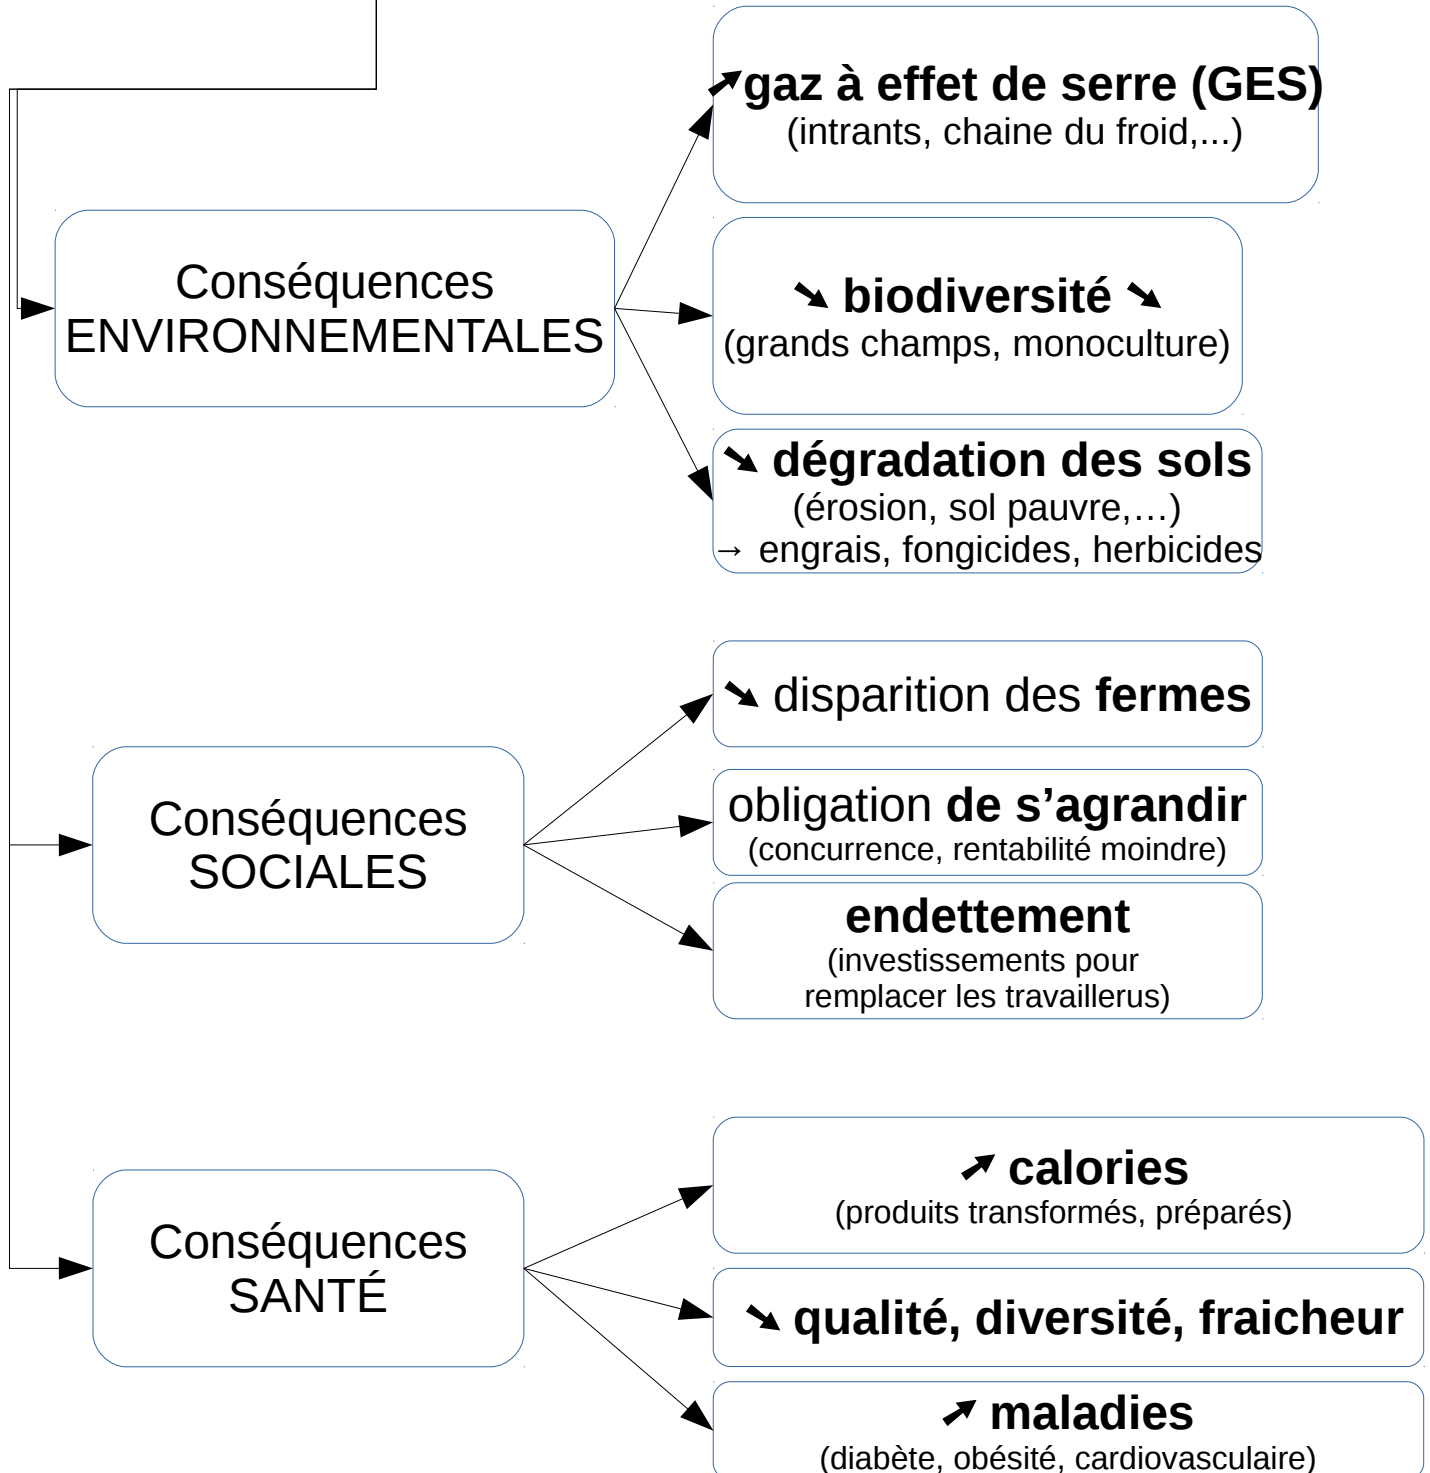 ↗gaz à effet de serre (GES)
(intrants, chaine du froid,...)
Conséquences
ENVIRONNEMENTALES
↘ biodiversité ↘
(grands champs, monoculture)
↘ dégradation des sols
(érosion, sol pauvre,…)
→ engrais, fongicides, herbicides
Conséquences
SOCIALES
↘ disparition des fermes
obligation de s’agrandir
(concurrence, rentabilité moindre)
endettement
(investissements pour
remplacer les travaillerus)
Conséquences
SANTÉ
↗ calories
(produits transformés, préparés)
↘ qualité, diversité, fraicheur
↗ maladies
(diabète, obésité, cardiovasculaire)